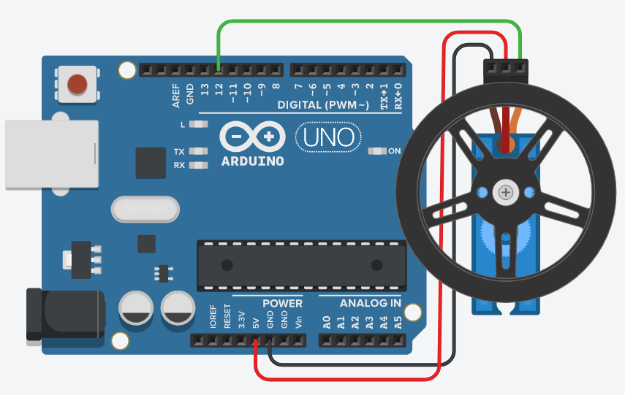 AREF
GND
13
12
~11
~10
~9
8
7
~6
~5
4
~3
2
TX→1
RX←0
DIGITAL (PWM~)
L
TX
RX
ARDUINO
UNO
ON
POWER
ANALOG IN
IOREF
RESET
3.3V
5V
GND
GND
Vin
A0
A1
A2
A3
A4
A5